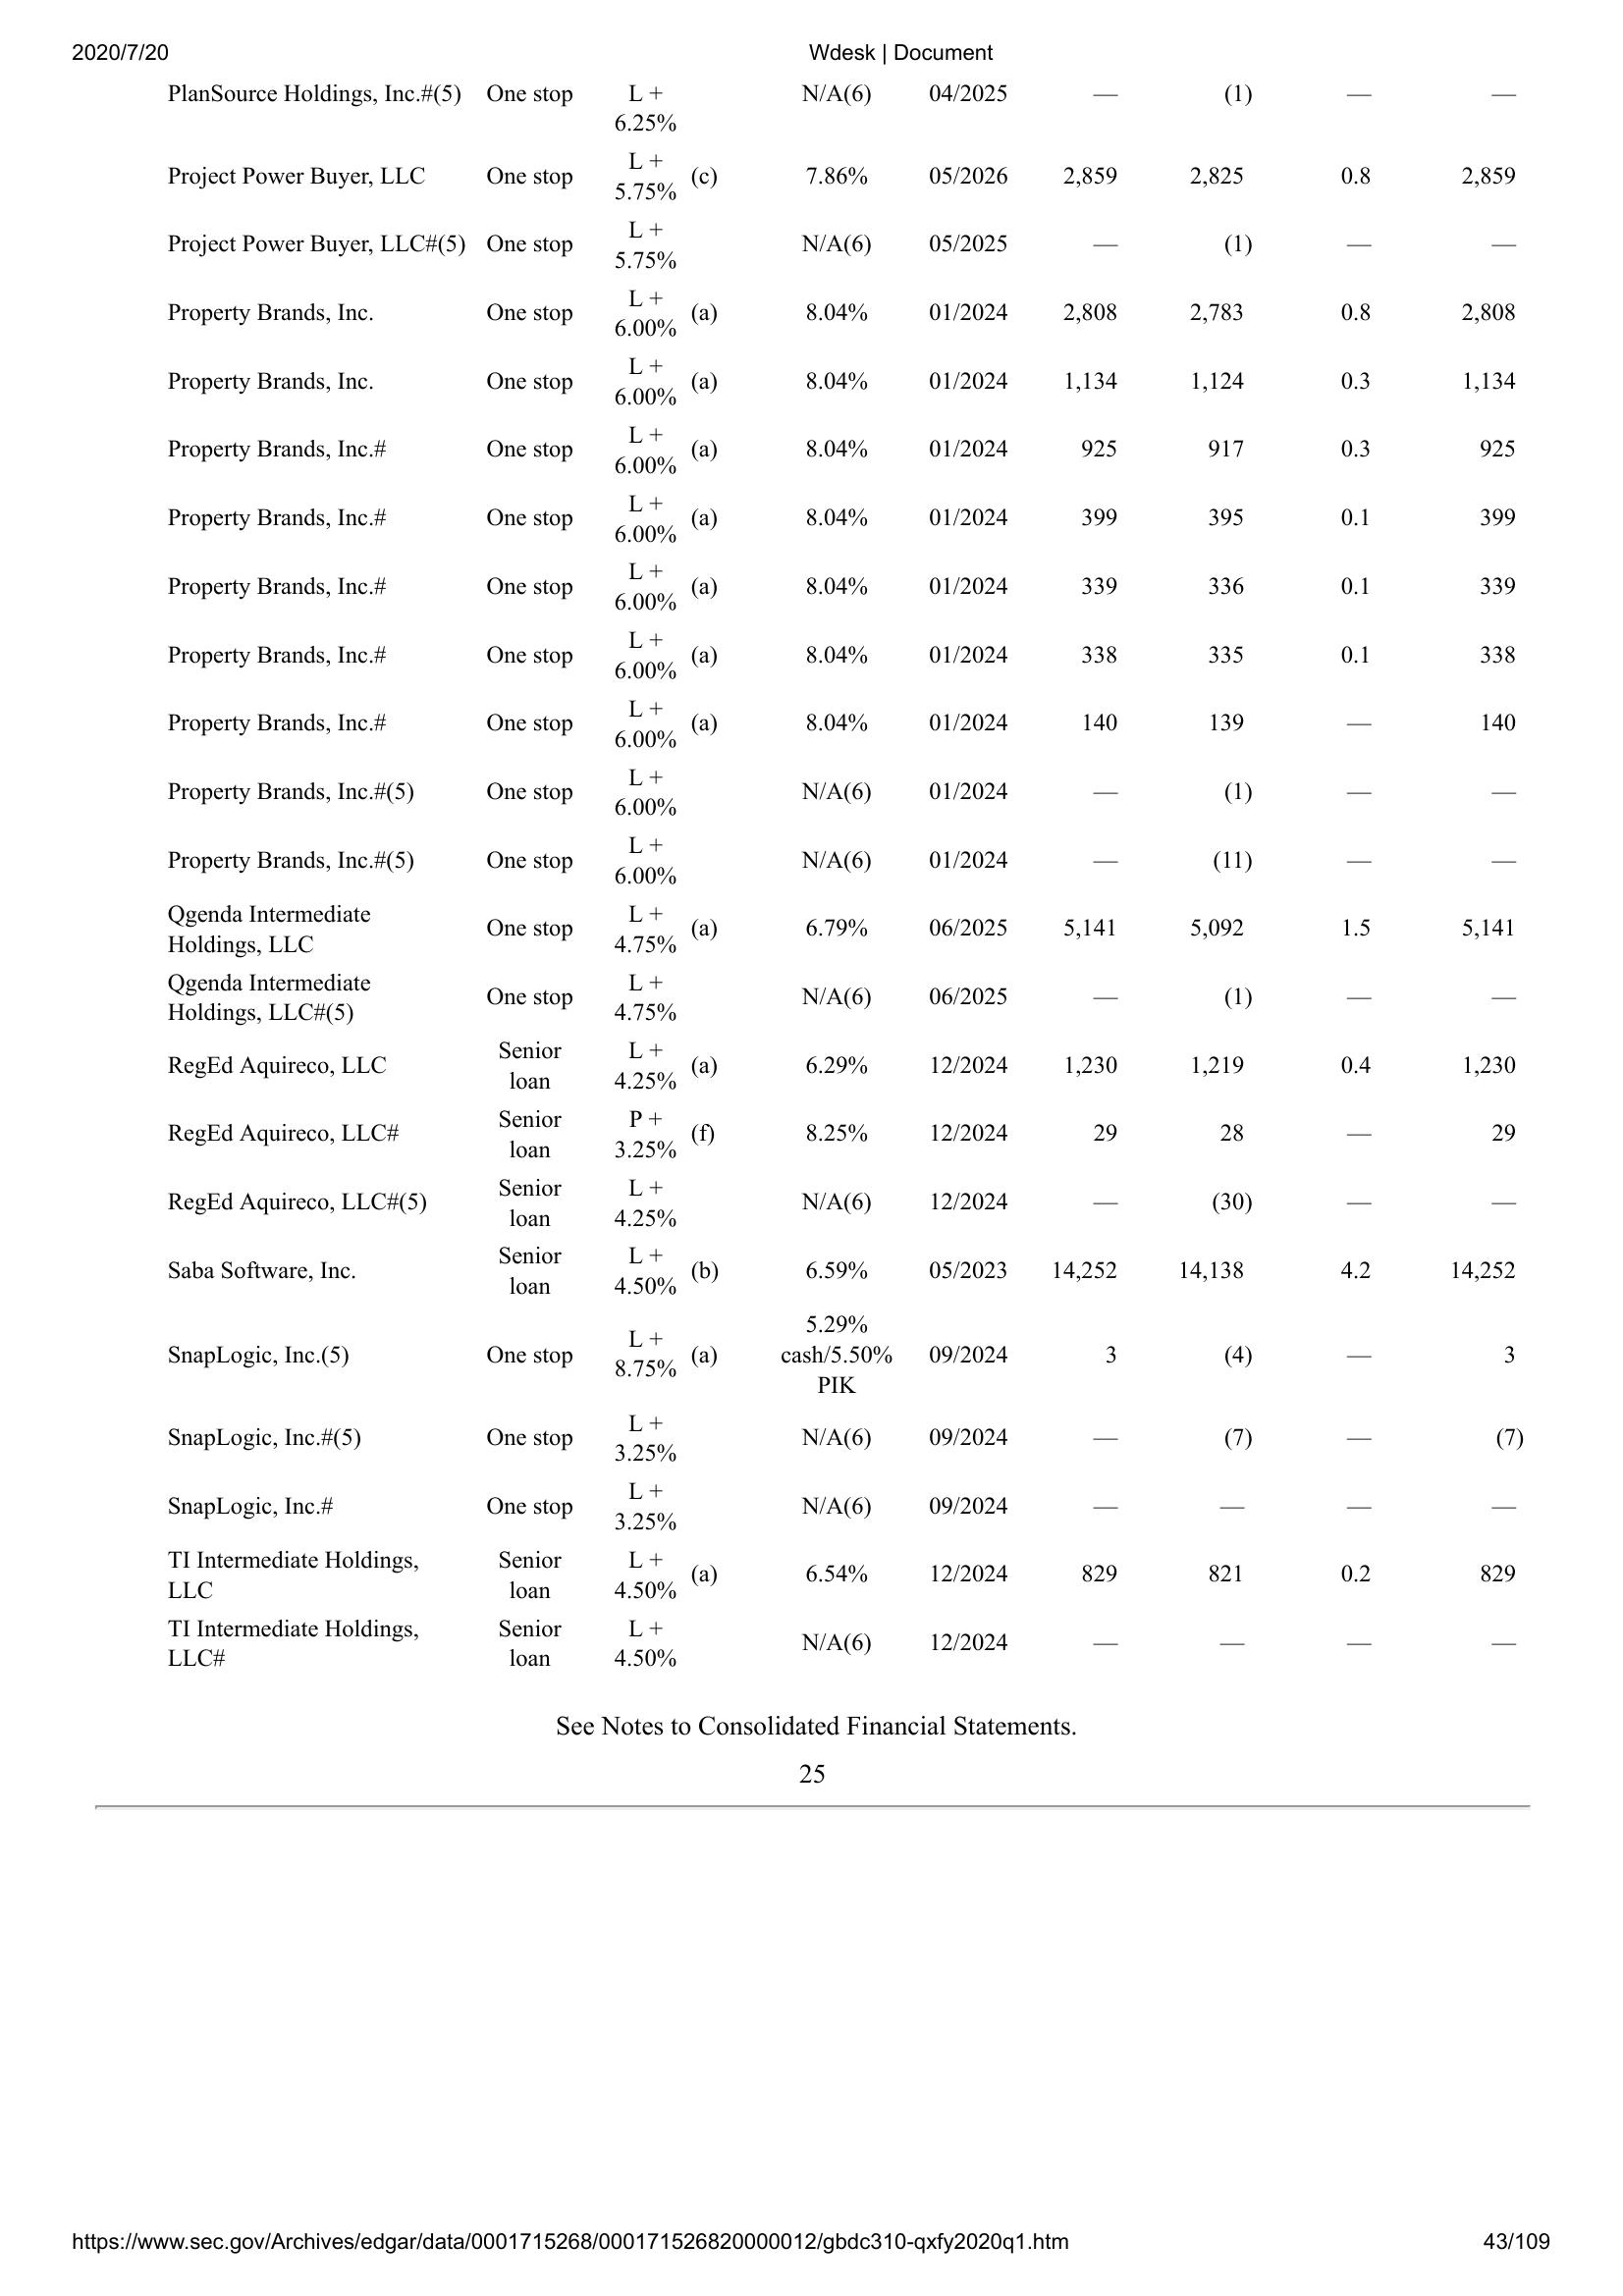 2020/7/20 Wdesk | Document
PlanSource Holdings, Inc.#(5) One stop L + 6.25% N/A(6) 04/2025 — (1) — —
Project Power Buyer, LLC One stop L + 5.75% (c) 7.86% 05/2026 2,859 2,825 0.8 2,859
Project Power Buyer, LLC#(5) One stop L + 5.75% N/A(6) 05/2025 — (1) — —
Property Brands, Inc. One stop L + 6.00% (a) 8.04% 01/2024 2,808 2,783 0.8 2,808
Property Brands, Inc. One stop L + 6.00% (a) 8.04% 01/2024 1,134 1,124 0.3 1,134
Property Brands, Inc.# One stop L + 6.00% (a) 8.04% 01/2024 925 917 0.3 925
Property Brands, Inc.# One stop L + 6.00% (a) 8.04% 01/2024 399 395 0.1 399
Property Brands, Inc.# One stop L + 6.00% (a) 8.04% 01/2024 339 336 0.1 339
Property Brands, Inc.# One stop L + 6.00% (a) 8.04% 01/2024 338 335 0.1 338
Property Brands, Inc.# One stop L + 6.00% (a) 8.04% 01/2024 140 139 — 140
Property Brands, Inc.#(5) One stop L + 6.00% N/A(6) 01/2024 — (1) — —
Property Brands, Inc.#(5) One stop L + 6.00% N/A(6) 01/2024 — (11) — —
Qgenda Intermediate Holdings, LLC One stop L + 4.75% (a) 6.79% 06/2025 5,141 5,092 1.5 5,141
Qgenda Intermediate Holdings, LLC#(5) One stop L + 4.75% N/A(6) 06/2025 — (1) — —
RegEd Aquireco, LLC Senior loan L + 4.25% (a) 6.29% 12/2024 1,230 1,219 0.4 1,230
RegEd Aquireco, LLC# Senior loan P + 3.25% (f) 8.25% 12/2024 29 28 — 29
RegEd Aquireco, LLC#(5) Senior loan L + 4.25% N/A(6) 12/2024 — (30) — —
Saba Software, Inc. Senior loan L + 4.50% (b) 6.59% 05/2023 14,252 14,138 4.2 14,252
SnapLogic, Inc.(5) One stop L + 8.75% (a) 5.29% cash/5.50% PIK 09/2024 3 (4) — 3
SnapLogic, Inc.#(5) One stop L + 3.25% N/A(6) 09/2024 — (7) — (7)
SnapLogic, Inc.# One stop L + 3.25% N/A(6) 09/2024 — — — —
TI Intermediate Holdings, LLC Senior loan L + 4.50% (a) 6.54% 12/2024 829 821 0.2 829
TI Intermediate Holdings, LLC# Senior loan L + 4.50% N/A(6) 12/2024 — — — —
See Notes to Consolidated Financial Statements.
25
https://www.sec.gov/Archives/edgar/data/0001715268/000171526820000012/gbdc310-qxfy2020q1.htm 43/109